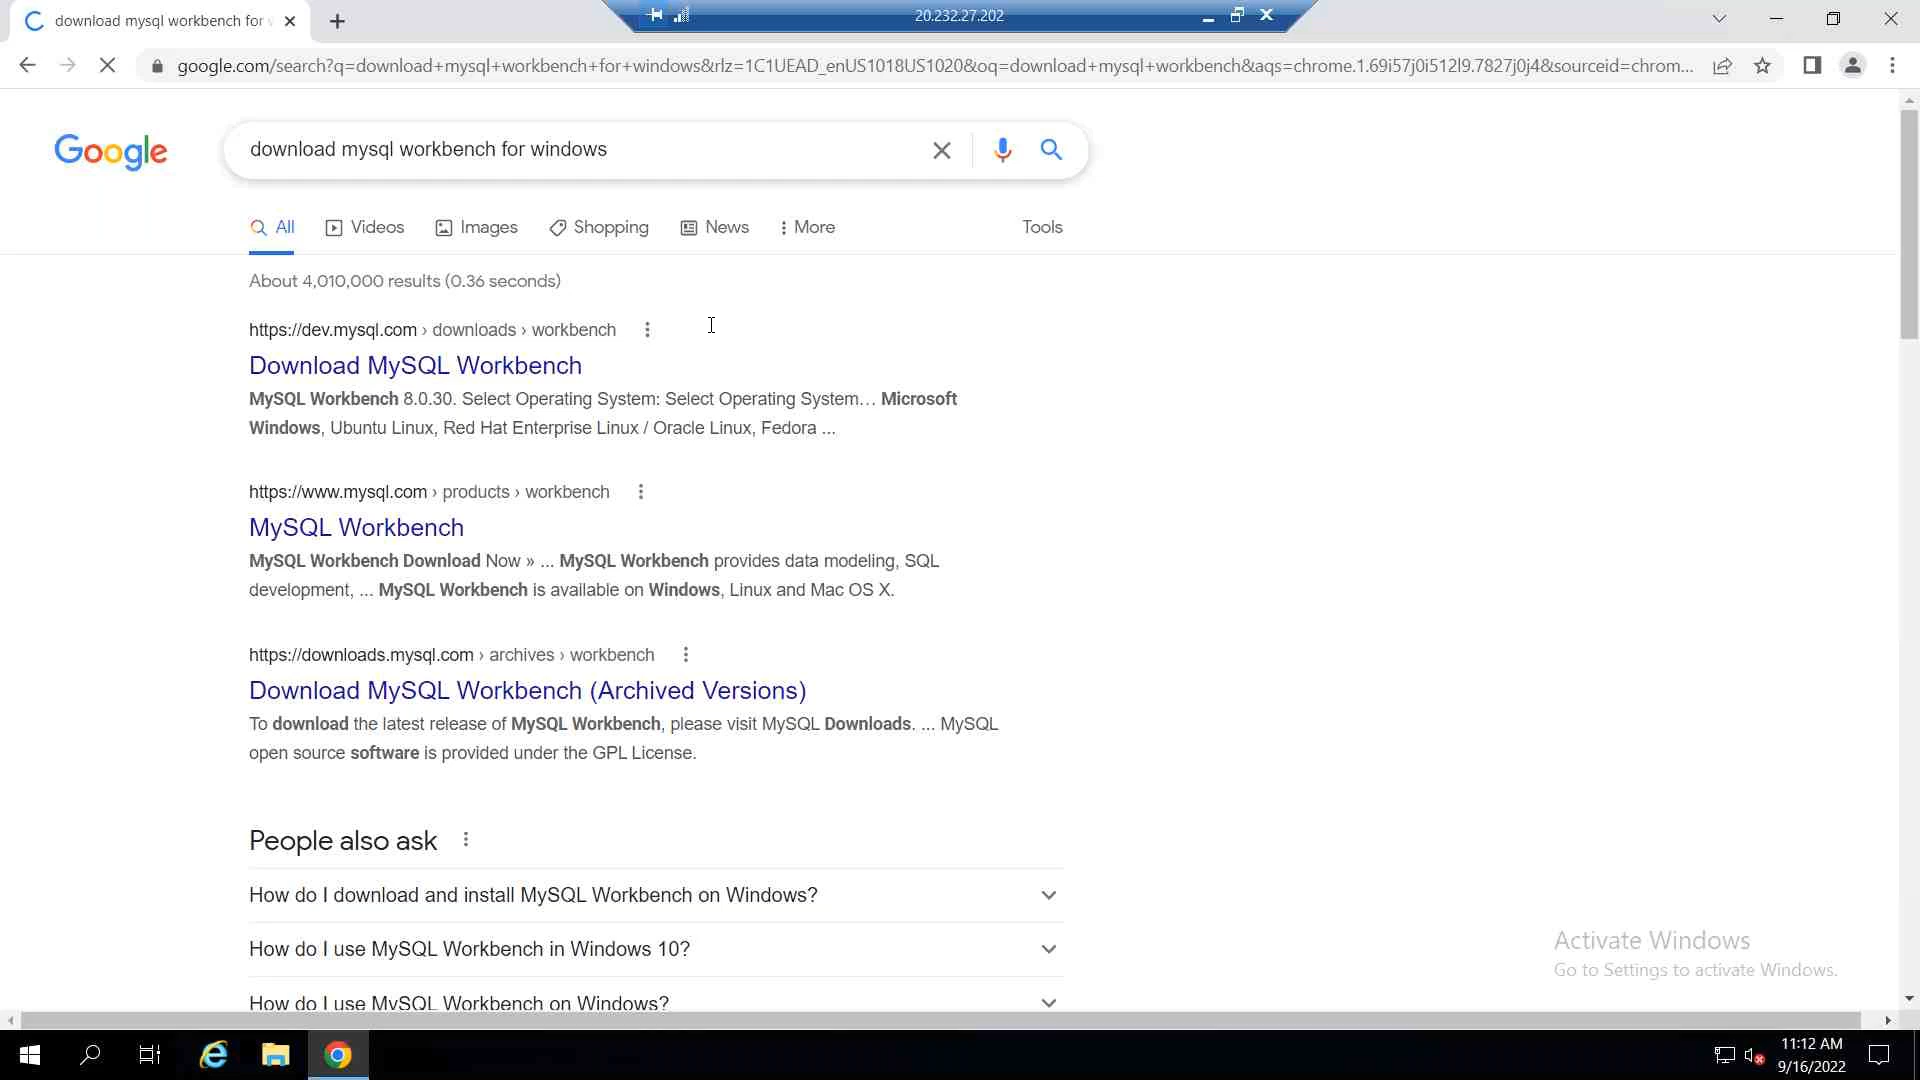 download mysql workbench for w
20.232.27.202
google.com/search?q=download+mysql+workbench+for+windows&rlz=1C1UEAD_enUS1018US1020&oq=download+mysql+workbench&aqs=chrome.1.69i57j0i512l9.7827j0j4&sourceid=chrom...
Google
download mysql workbench for windows
All Videos Images Shopping News More Tools
About 4,010,000 results (0.36 seconds)
https://dev.mysql.com › downloads › workbench
Download MySQL Workbench
MySQL Workbench 8.0.30. Select Operating System: Select Operating System… Microsoft
Windows, Ubuntu Linux, Red Hat Enterprise Linux / Oracle Linux, Fedora ...
https://www.mysql.com › products › workbench
MySQL Workbench
MySQL Workbench Download Now » ... MySQL Workbench provides data modeling, SQL
development, ... MySQL Workbench is available on Windows, Linux and Mac OS X.
https://downloads.mysql.com › archives › workbench
Download MySQL Workbench (Archived Versions)
To download the latest release of MySQL Workbench, please visit MySQL Downloads. ... MySQL
open source software is provided under the GPL License.
People also ask
How do I download and install MySQL Workbench on Windows?
How do I use MySQL Workbench in Windows 10?
How do I use MySQL Workbench on Windows?
Activate Windows
Go to Settings to activate Windows.
11:12 AM
9/16/2022